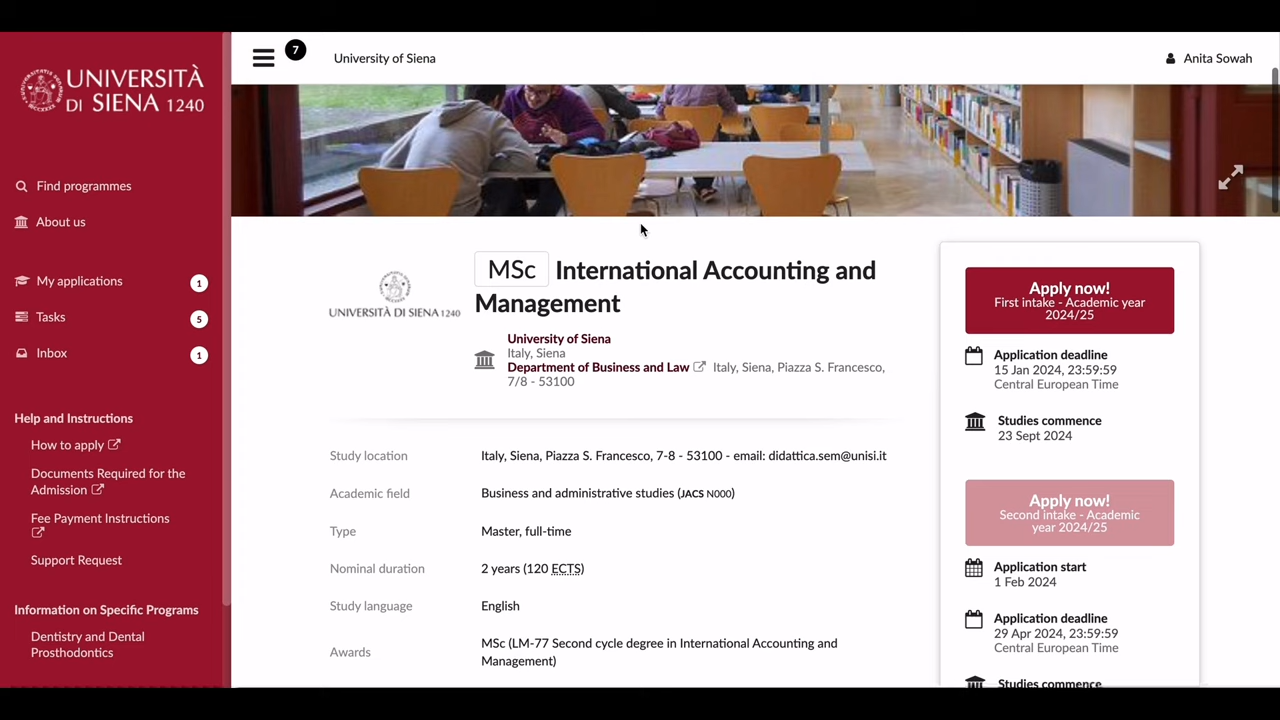 UNIVERSITÀ
DI SIENA 1240
Find programmes
About us
My applications 1
Tasks 5
Inbox 1
Help and Instructions
How to apply
Documents Required for the
Admission
Fee Payment Instructions
Support Request
Information on Specific Programs
Dentistry and Dental
Prosthodontics
7
University of Siena
Anita Sowah
UNIVERSITÀ DI SIENA 1240
MSc International Accounting and
Management
University of Siena
Italy, Siena
Department of Business and Law Italy, Siena, Piazza S. Francesco,
7/8 - 53100
Study location Italy, Siena, Piazza S. Francesco, 7-8 - 53100 - email: didattica.sem@unisi.it
Academic field Business and administrative studies (JACS N000)
Type Master, full-time
Nominal duration 2 years (120 ECTS)
Study language English
Awards MSc (LM-77 Second cycle degree in International Accounting and
Management)
Apply now!
First intake - Academic year
2024/25
Application deadline
15 Jan 2024, 23:59:59
Central European Time
Studies commence
23 Sept 2024
Apply now!
Second intake - Academic
year 2024/25
Application start
1 Feb 2024
Application deadline
29 Apr 2024, 23:59:59
Central European Time
Studies commence